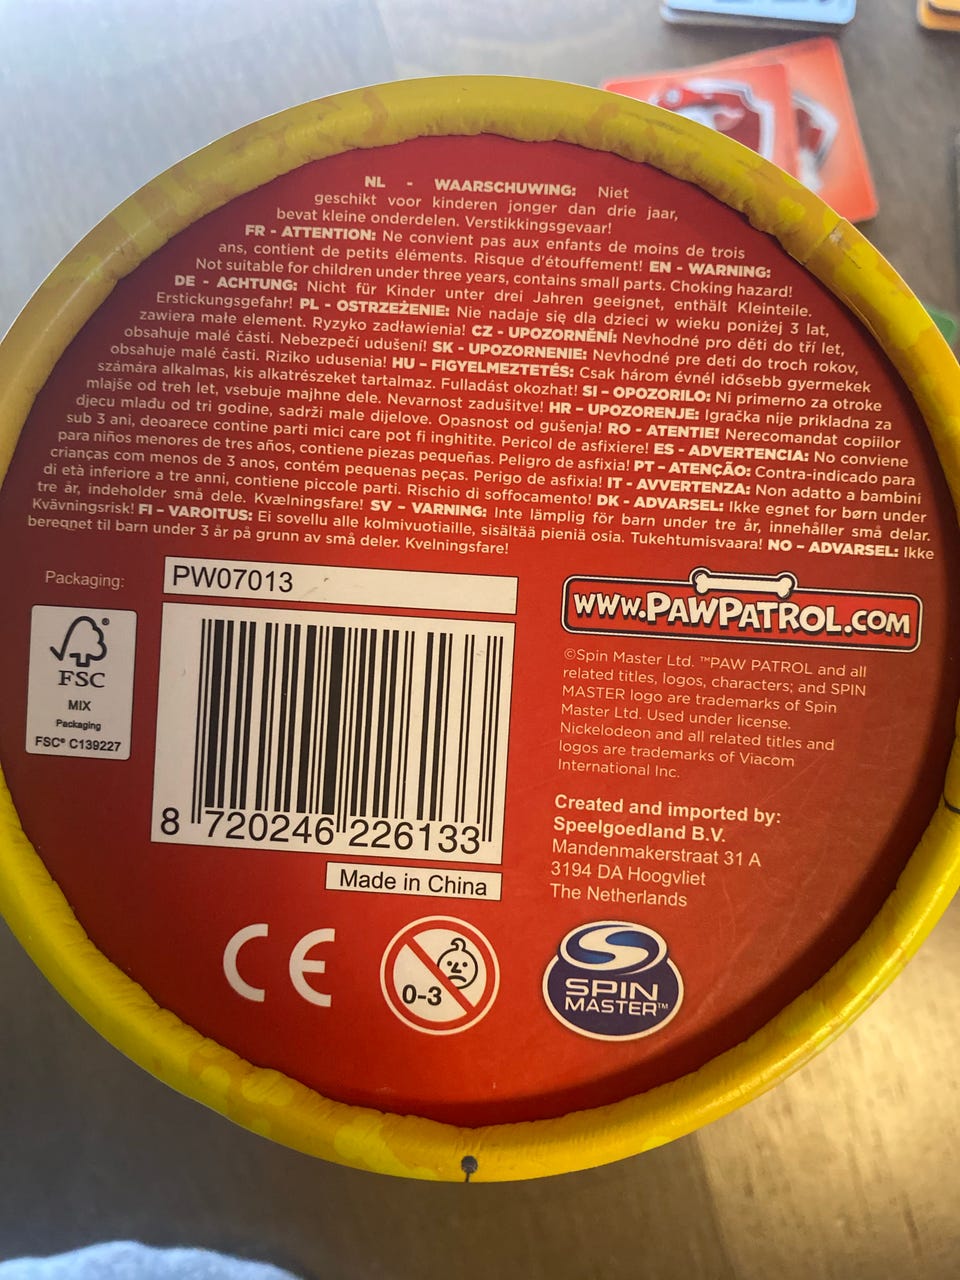 NL - WAARSCHUWING: Niet
geschikt voor kinderen jonger dan drie jaar,
bevat kleine onderdelen. Verstikkingsgevaar!
FR - ATTENTION: Ne convient pas aux enfants de moins de trois
ans, contient de petits éléments. Risque d'étouffement! EN - WARNING:
Not suitable for children under three years, contains small parts. Choking hazard!
DE - ACHTUNG: Nicht für Kinder unter drei Jahren geeignet, enthält Kleinteile.
Erstickungsgefahr! PL - OSTRZEŻENIE: Nie nadaje się dla dzieci w wieku poniżej 3 lat,
zawiera małe element. Ryzyko zadławienia! CZ - UPOZORNĚNÍ: Nevhodné pro děti do tří let,
obsahuje malé části. Nebezpečí udušení! SK - UPOZORNENIE: Nevhodné pre deti do troch rokov,
obsahuje malé časti. Riziko udusenia! HU - FIGYELMEZTETÉS: Csak három évnél idősebb gyermekek
számára alkalmas, kis alkatrészeket tartalmaz. Fulladást okozhat! SI - OPOZORILO: Ni primerno za otroke
mlajše od treh let, vsebuje majhne dele. Nevarnost zadušitve! HR - UPOZORENJE: Igračka nije prikladna za
djecu mlađu od tri godine, sadrži male dijelove. Opasnost od gušenja! RO - ATENTIE! Nerecomandat copiilor
sub 3 ani, deoarece contine parti mici care pot fi inghitite. Pericol de asfixiere! ES - ADVERTENCIA: No conviene
para niños menores de tres años, contiene piezas pequeñas. Peligro de asfixia! PT - ATENÇÃO: Contra-indicado para
crianças com menos de 3 anos, contém pequenas peças. Perigo de asfixia! IT - AVVERTENZA: Non adatto a bambini
di età inferiore a tre anni, contiene piccole parti. Rischio di soffocamento! DK - ADVARSEL: Ikke egnet for børn under
tre år, indeholder små dele. Kvælningsfare! SV - VARNING: Inte lämplig för barn under tre år, innehåller små delar.
Kvävningsrisk! FI - VAROITUS: Ei sovellu alle kolmivuotiaille, sisältää pieniä osia. Tukehtumisvaara! NO - ADVARSEL: Ikke
beregnet til barn under 3 år på grunn av små deler. Kvelningsfare!
Packaging:
PW07013
FSC®
MIX
Packaging
FSC® C139227
8 720246 226133
Made in China
CE
0-3
WWW.PAWPATROL.COM
©Spin Master Ltd. ™PAW PATROL and all
related titles, logos, characters; and SPIN
MASTER logo are trademarks of Spin
Master Ltd. Used under license.
Nickelodeon and all related titles and
logos are trademarks of Viacom
International Inc.
Created and imported by:
Speelgoedland B.V.
Mandenmakerstraat 31 A
3194 DA Hoogvliet
The Netherlands
SPIN
MASTER™